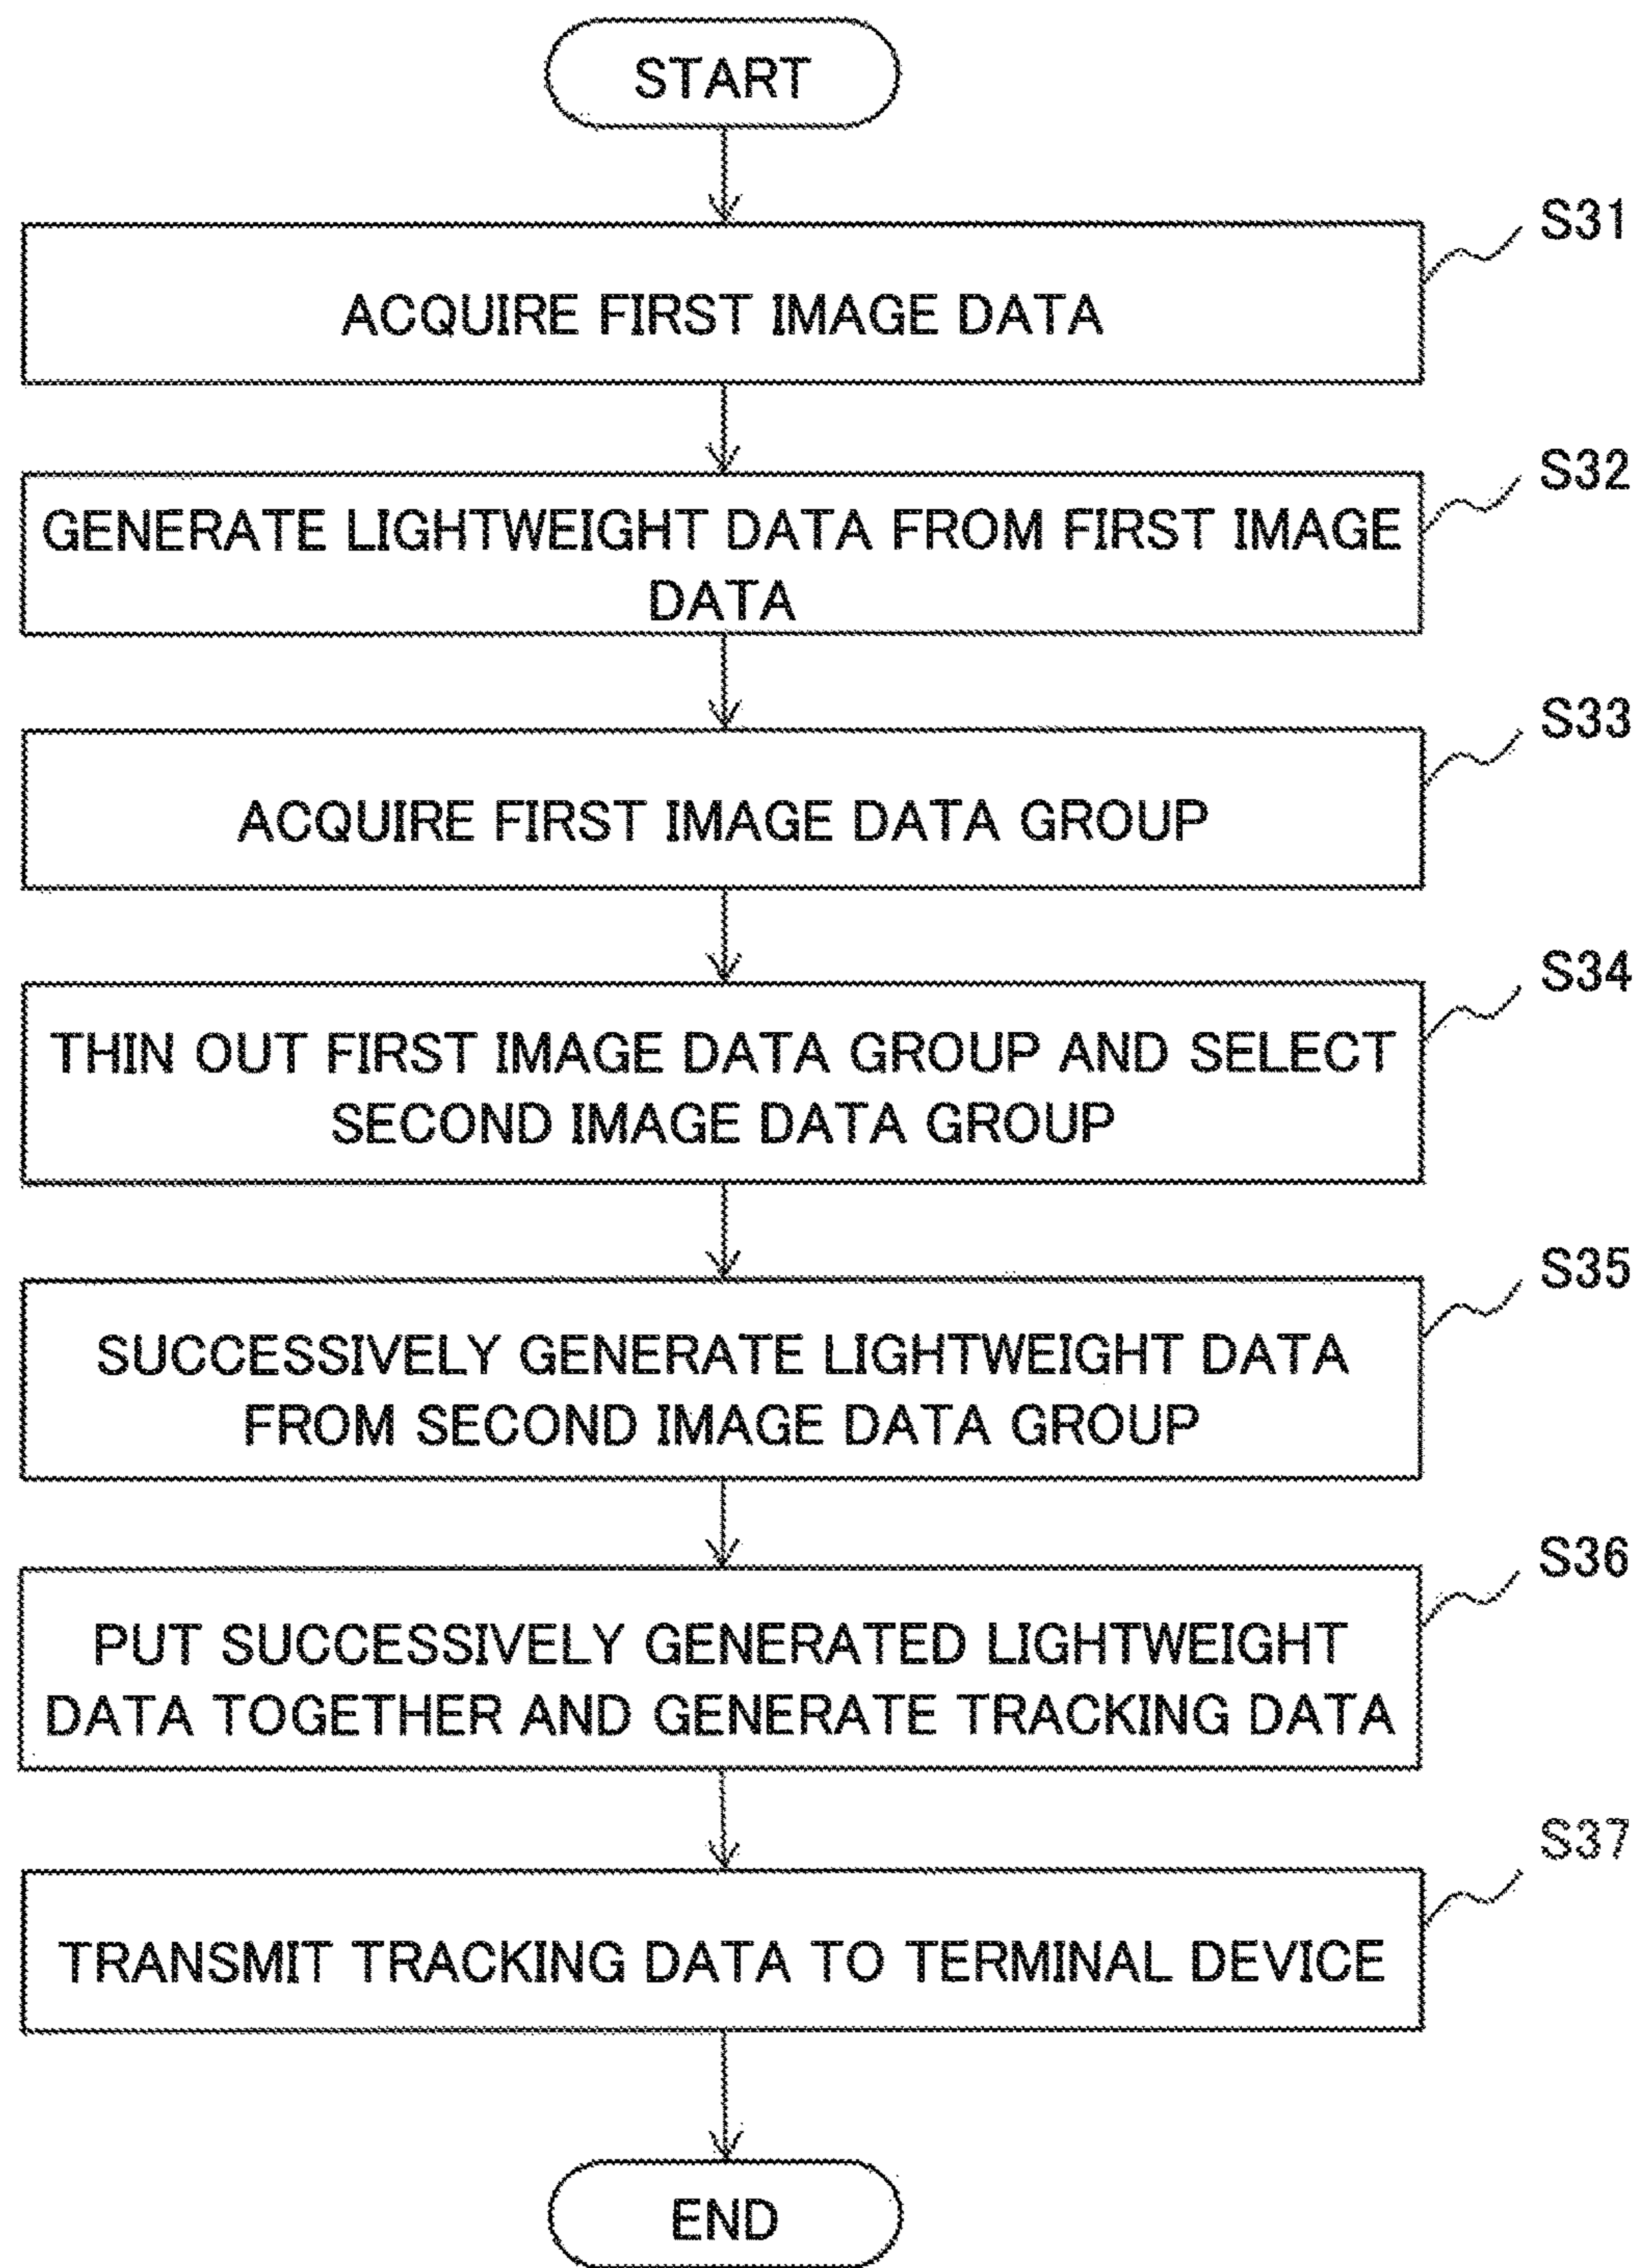 START
S31
ACQUIRE FIRST IMAGE DATA
S32
GENERATE LIGHTWEIGHT DATA FROM FIRST IMAGE
DATA
S33
ACQUIRE FIRST IMAGE DATA GROUP
S34
THIN OUT FIRST IMAGE DATA GROUP AND SELECT
SECOND IMAGE DATA GROUP
S35
SUCCESSIVELY GENERATE LIGHTWEIGHT DATA
FROM SECOND IMAGE DATA GROUP
S36
PUT SUCCESSIVELY GENERATED LIGHTWEIGHT
DATA TOGETHER AND GENERATE TRACKING DATA
S37
TRANSMIT TRACKING DATA TO TERMINAL DEVICE
END